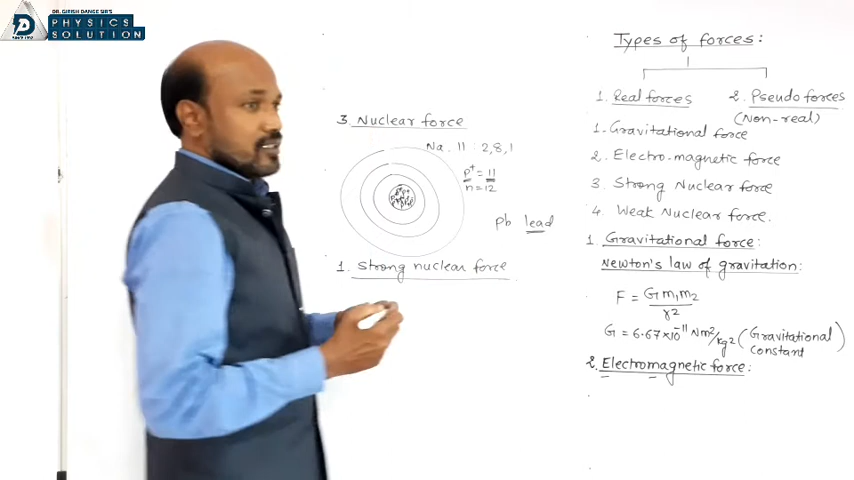 DR. GIRISH DANGE SIR'S
PHYSICS
SOLUTION
3. Nuclear force
Na 11 : 2,8,1
p+ = 11
n = 12
pb lead
1. Strong nuclear force
Types of forces:
1. Real forces
2. Pseudo forces
(Non-real)
1. Gravitational force
2. Electro-magnetic force
3. Strong Nuclear force
4. Weak Nuclear force.
1. Gravitational force:
Newton's law of gravitation:
F = Gm₁m₂
r²
G = 6.67×10⁻¹¹ Nm²/kg² (Gravitational
constant)
2. Electromagnetic force: